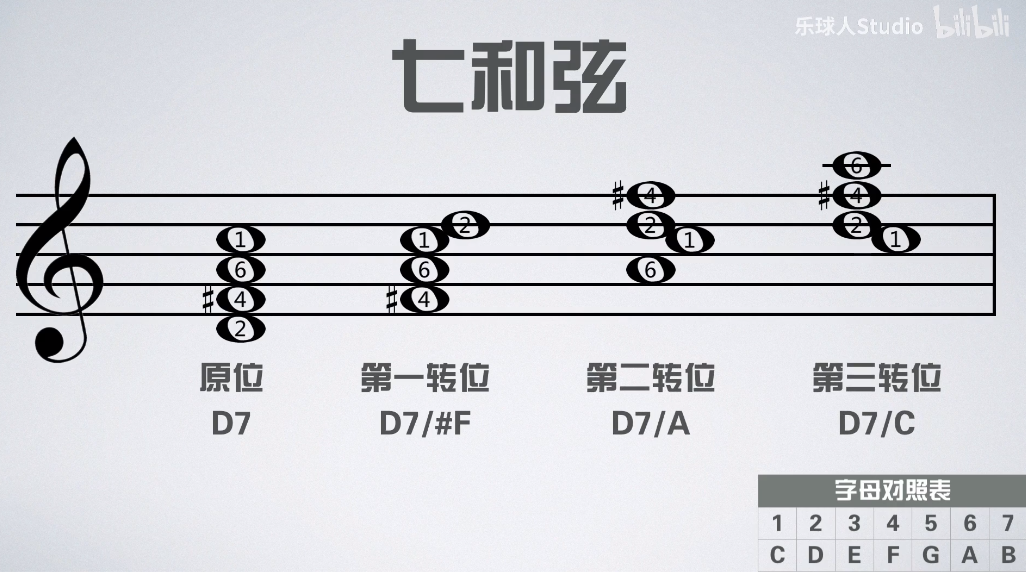 乐球人Studio bilibili
七和弦
6
♯4 ♯4
2 2 2
1 1 1 1
6 6 6
♯4 ♯4
2
原位 第一转位 第二转位 第三转位
D7 D7/#F D7/A D7/C
字母对照表
1 2 3 4 5 6 7
C D E F G A B